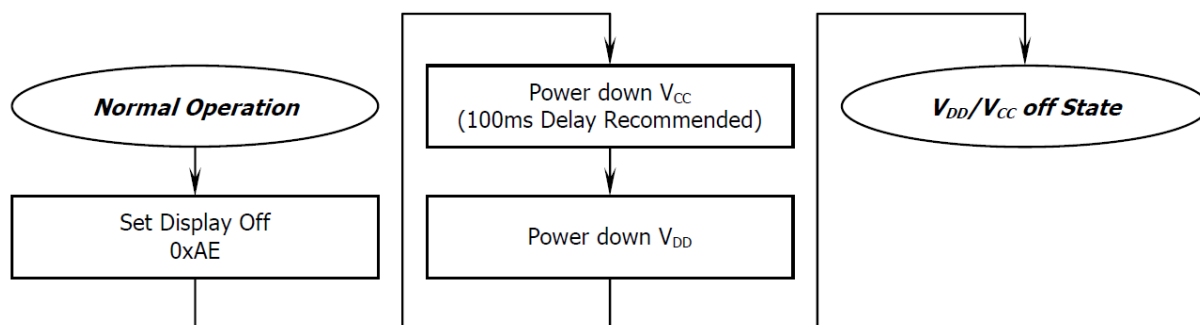 Normal Operation
Set Display Off
0xAE
Power down VCC
(100ms Delay Recommended)
Power down VDD
VDD/VCC off State